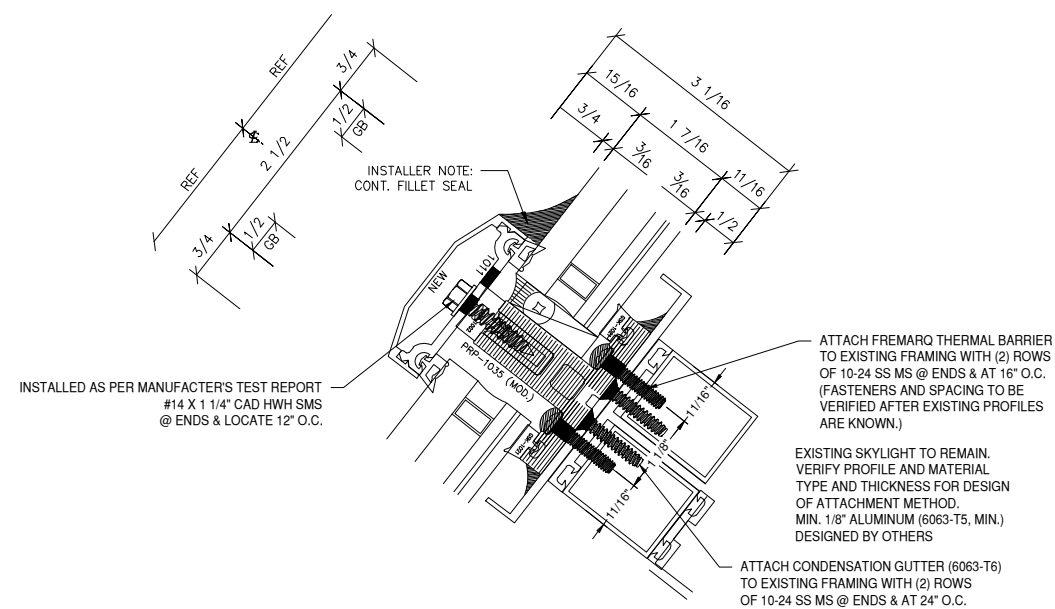 REF
REF
3/4
2 1/2
3/4
1/2
GB
1/2
GB
3 1/16
15/16
1 7/16
11/16
3/4
3/16
3/16
1/2
INSTALLER NOTE:
CONT. FILLET SEAL
NEW
1101
PRP-1035 (MOD.)
11/16"
1 1/8"
11/16"
INSTALLED AS PER MANUFACTER'S TEST REPORT
#14 X 1 1/4" CAD HWH SMS
@ ENDS & LOCATE 12" O.C.
ATTACH FREMARQ THERMAL BARRIER
TO EXISTING FRAMING WITH (2) ROWS
OF 10-24 SS MS @ ENDS & AT 16" O.C.
(FASTENERS AND SPACING TO BE
VERIFIED AFTER EXISTING PROFILES
ARE KNOWN.)
EXISTING SKYLIGHT TO REMAIN.
VERIFY PROFILE AND MATERIAL
TYPE AND THICKNESS FOR DESIGN
OF ATTACHMENT METHOD.
MIN. 1/8" ALUMINUM (6063-T5, MIN.)
DESIGNED BY OTHERS
ATTACH CONDENSATION GUTTER (6063-T6)
TO EXISTING FRAMING WITH (2) ROWS
OF 10-24 SS MS @ ENDS & AT 24" O.C.